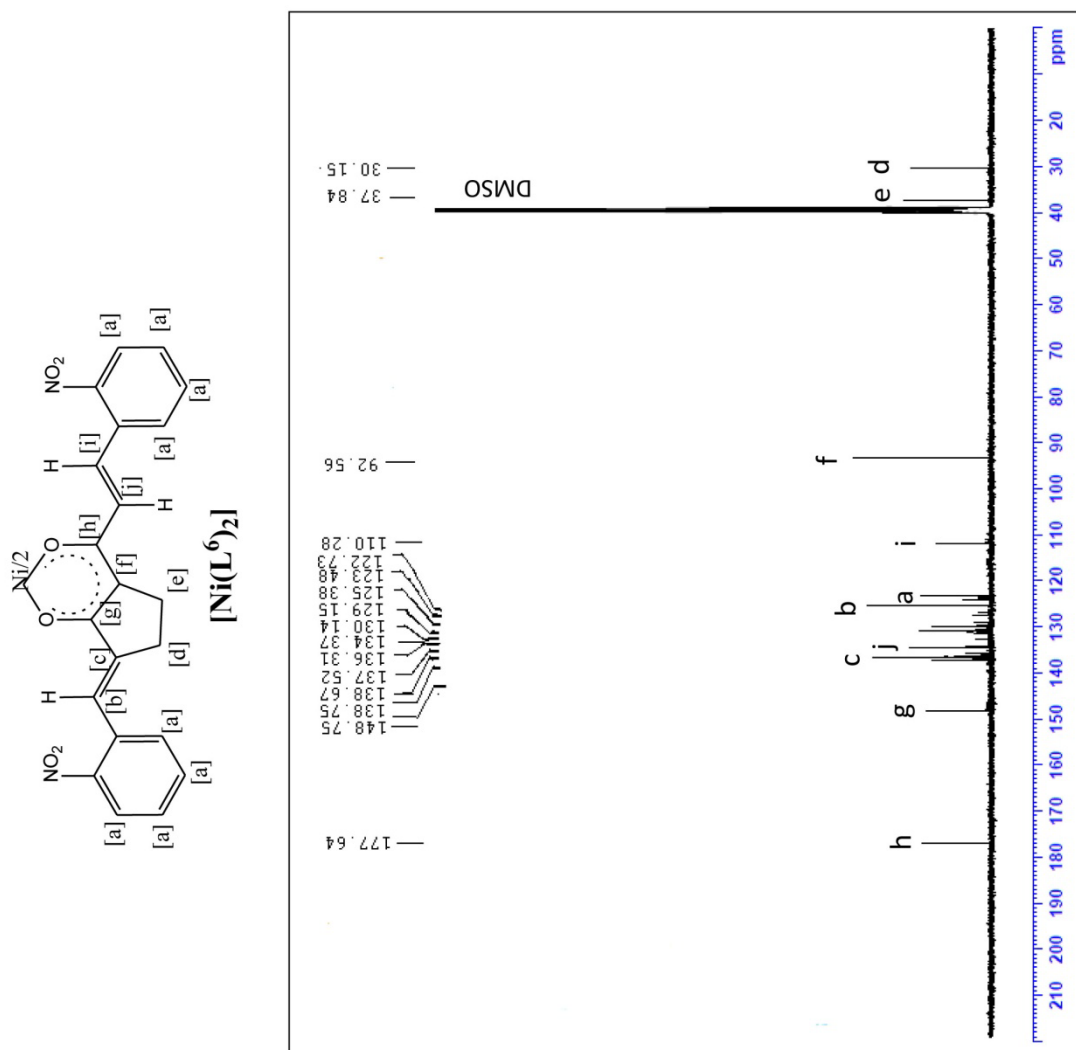 Ni/2
NO2
H
O
O
H
NO2
[a]
[a]
[a]
[a]
[b]
[c]
[d]
[g]
[f]
[e]
[h]
[j]
[i]
[a]
[a]
[a]
[a]
[Ni(L6)2]
177.64
148.75
138.75
138.67
137.52
136.31
134.37
130.14
129.15
125.38
123.48
122.73
110.28
92.56
37.84
30.15
DMSO
h
g
c
j
b
a
i
f
e
d
210 200 190 180 170 160 150 140 130 120 110 100 90 80 70 60 50 40 30 20 ppm